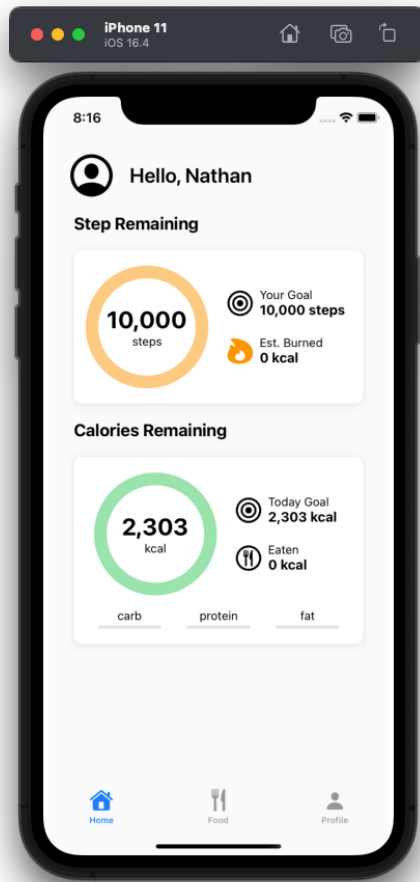 iPhone 11
iOS 16.4
8:16
Hello, Nathan
Step Remaining
10,000
steps
Your Goal
10,000 steps
Est. Burned
0 kcal
Calories Remaining
2,303
kcal
Today Goal
2,303 kcal
Eaten
0 kcal
carb protein fat
Home Food Profile